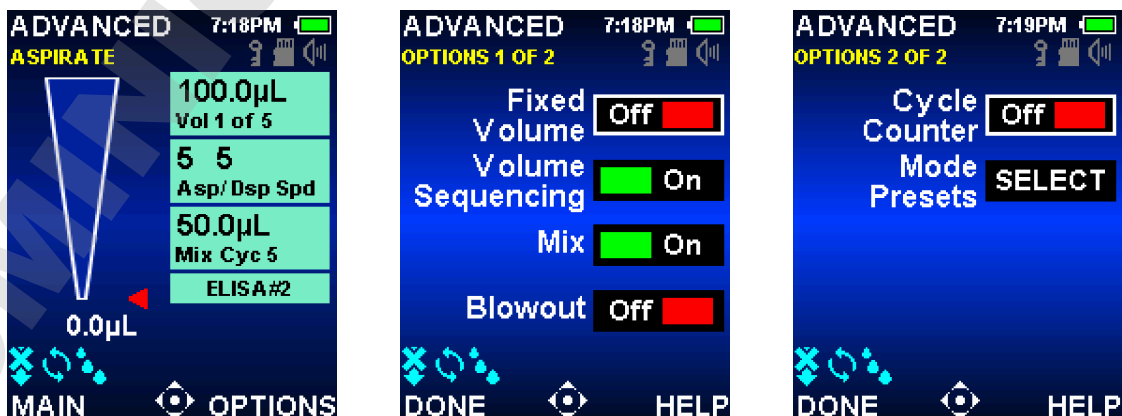 ADVANCED 7:18PM
ASPIRATE
100.0µL
Vol 1 of 5
5 5
Asp/Dsp Spd
50.0µL
Mix Cyc 5
ELISA#2
0.0µL
MAIN OPTIONS
ADVANCED 7:18PM
OPTIONS 1 OF 2
Fixed
Volume Off
Volume
Sequencing On
Mix On
Blowout Off
DONE HELP
ADVANCED 7:19PM
OPTIONS 2 OF 2
Cycle
Counter Off
Mode
Presets SELECT
DONE HELP